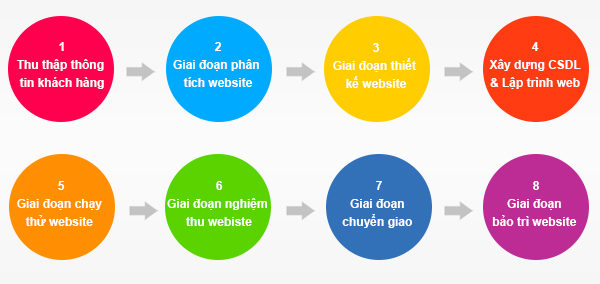 1
Thu thập thông
tin khách hàng
2
Giai đoạn phân
tích website
3
Giai đoạn thiết
kế website
4
Xây dựng CSDL
& Lập trình web
5
Giai đoạn chạy
thử website
6
Giai đoạn nghiệm
thu webiste
7
Giai đoạn
chuyển giao
8
Giai đoạn
bảo trì website